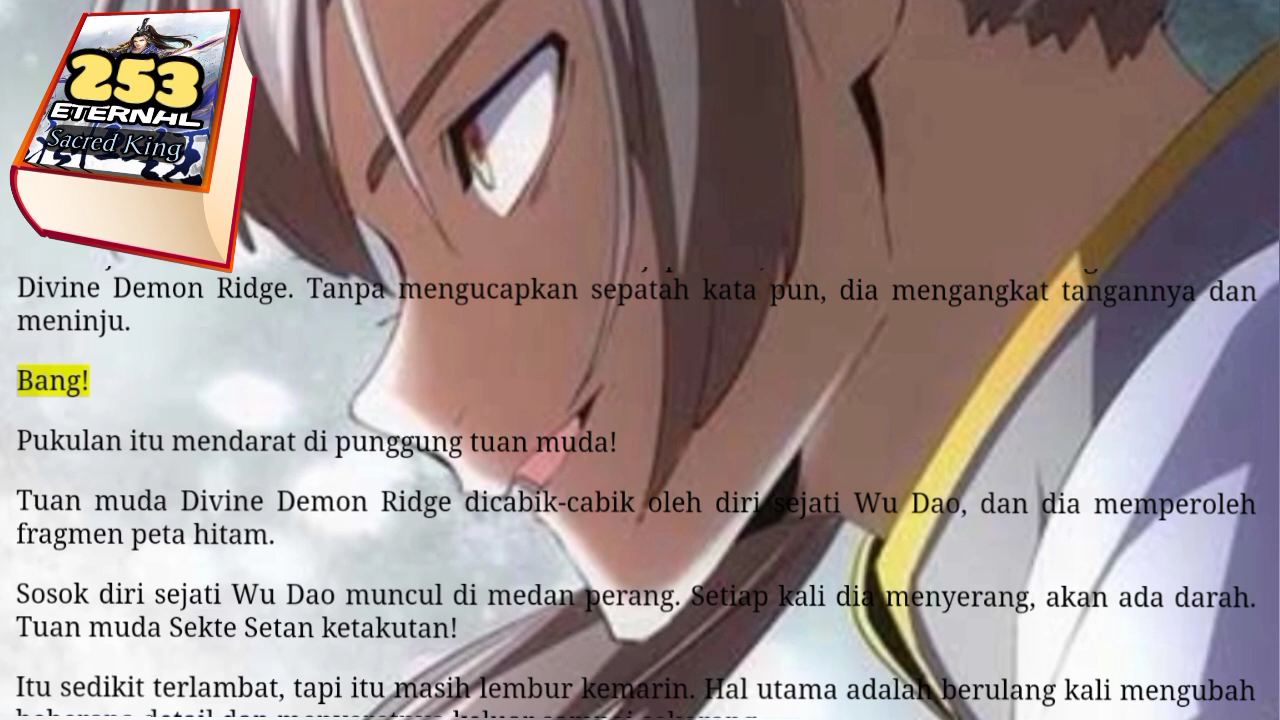 253
ETERNAL
Sacred King
Divine Demon Ridge. Tanpa mengucapkan sepatah kata pun, dia mengangkat tangannya dan
meninju.
Bang!
Pukulan itu mendarat di punggung tuan muda!
Tuan muda Divine Demon Ridge dicabik-cabik oleh diri sejati Wu Dao, dan dia memperoleh
fragmen peta hitam.
Sosok diri sejati Wu Dao muncul di medan perang. Setiap kali dia menyerang, akan ada darah.
Tuan muda Sekte Setan ketakutan!
Itu sedikit terlambat, tapi itu masih lembur kemarin. Hal utama adalah berulang kali mengubah